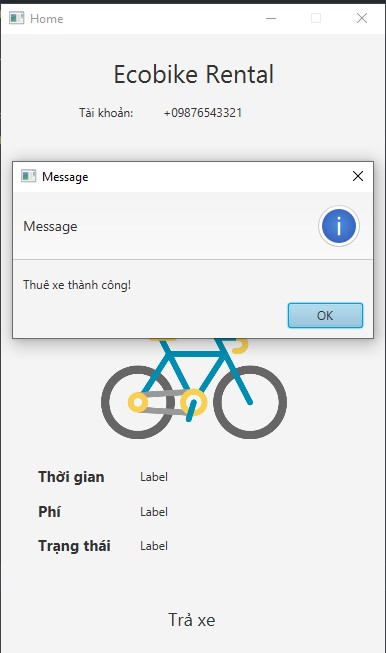 Home
Ecobike Rental
Tài khoản: +09876543321
Message
Message
Thuê xe thành công!
OK
Thời gian Label
Phí Label
Trạng thái Label
Trả xe